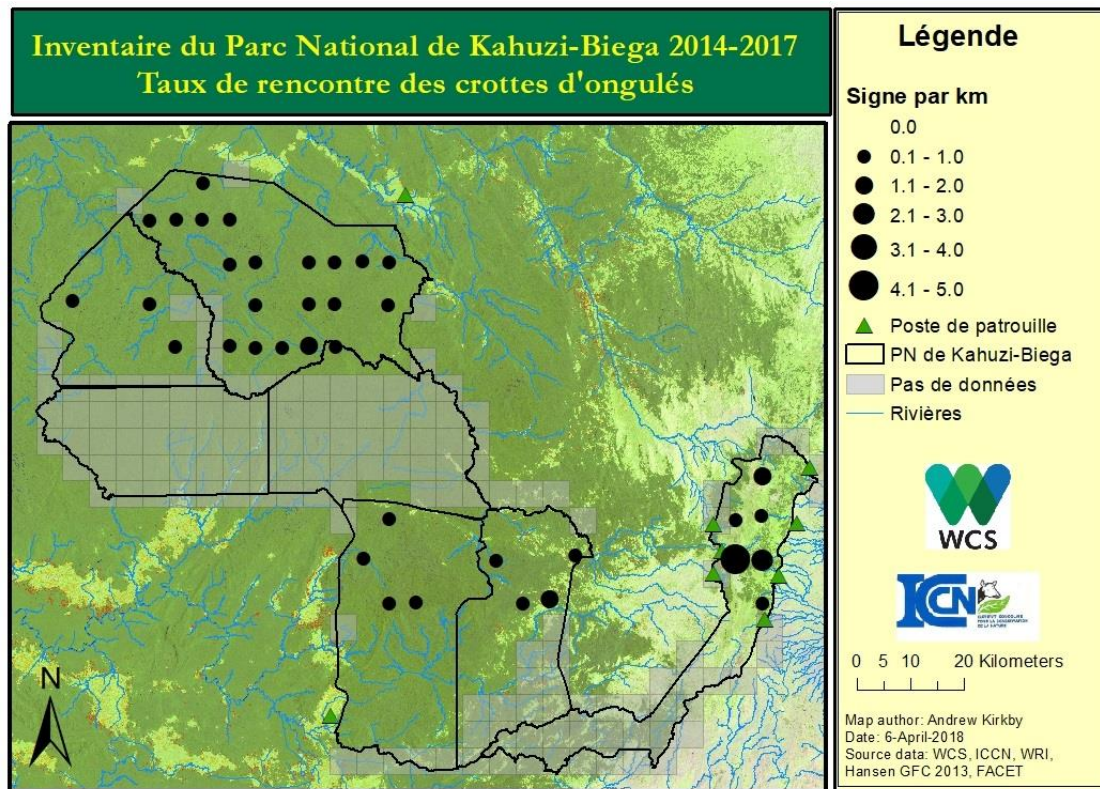 Inventaire du Parc National de Kahuzi-Biega 2014-2017
Taux de rencontre des crottes d'ongulés
N
Légende
Signe par km
0.0
0.1 - 1.0
1.1 - 2.0
2.1 - 3.0
3.1 - 4.0
4.1 - 5.0
Poste de patrouille
PN de Kahuzi-Biega
Pas de données
Rivières
WCS
ICCN
0 5 10 20 Kilometers
Map author: Andrew Kirkby
Date: 6-April-2018
Source data: WCS, ICCN, WRI,
Hansen GFC 2013, FACET